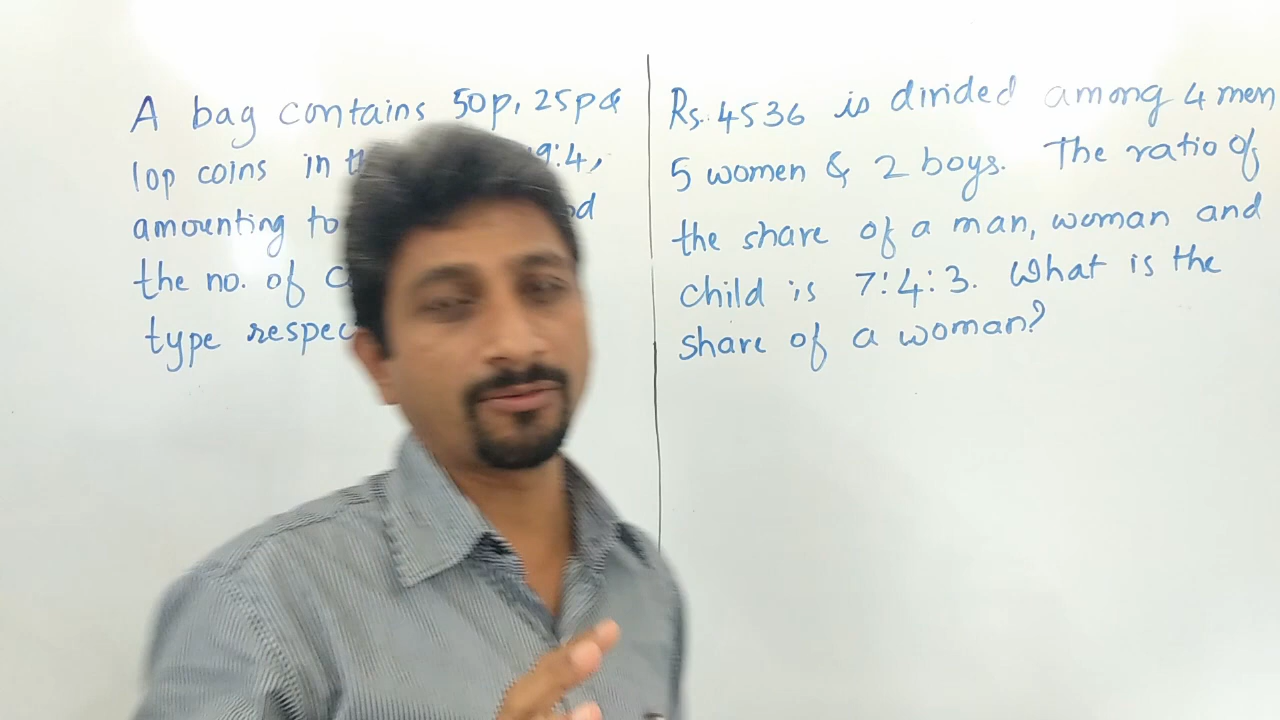 A bag contains 50p, 25p &
10p coins in 9:4,
amounting to
the no. of
type
Rs. 4536 is divided among 4 men
5 women & 2 boys. The ratio of
the share of a man, woman and
child is 7:4:3. What is the
share of a woman?